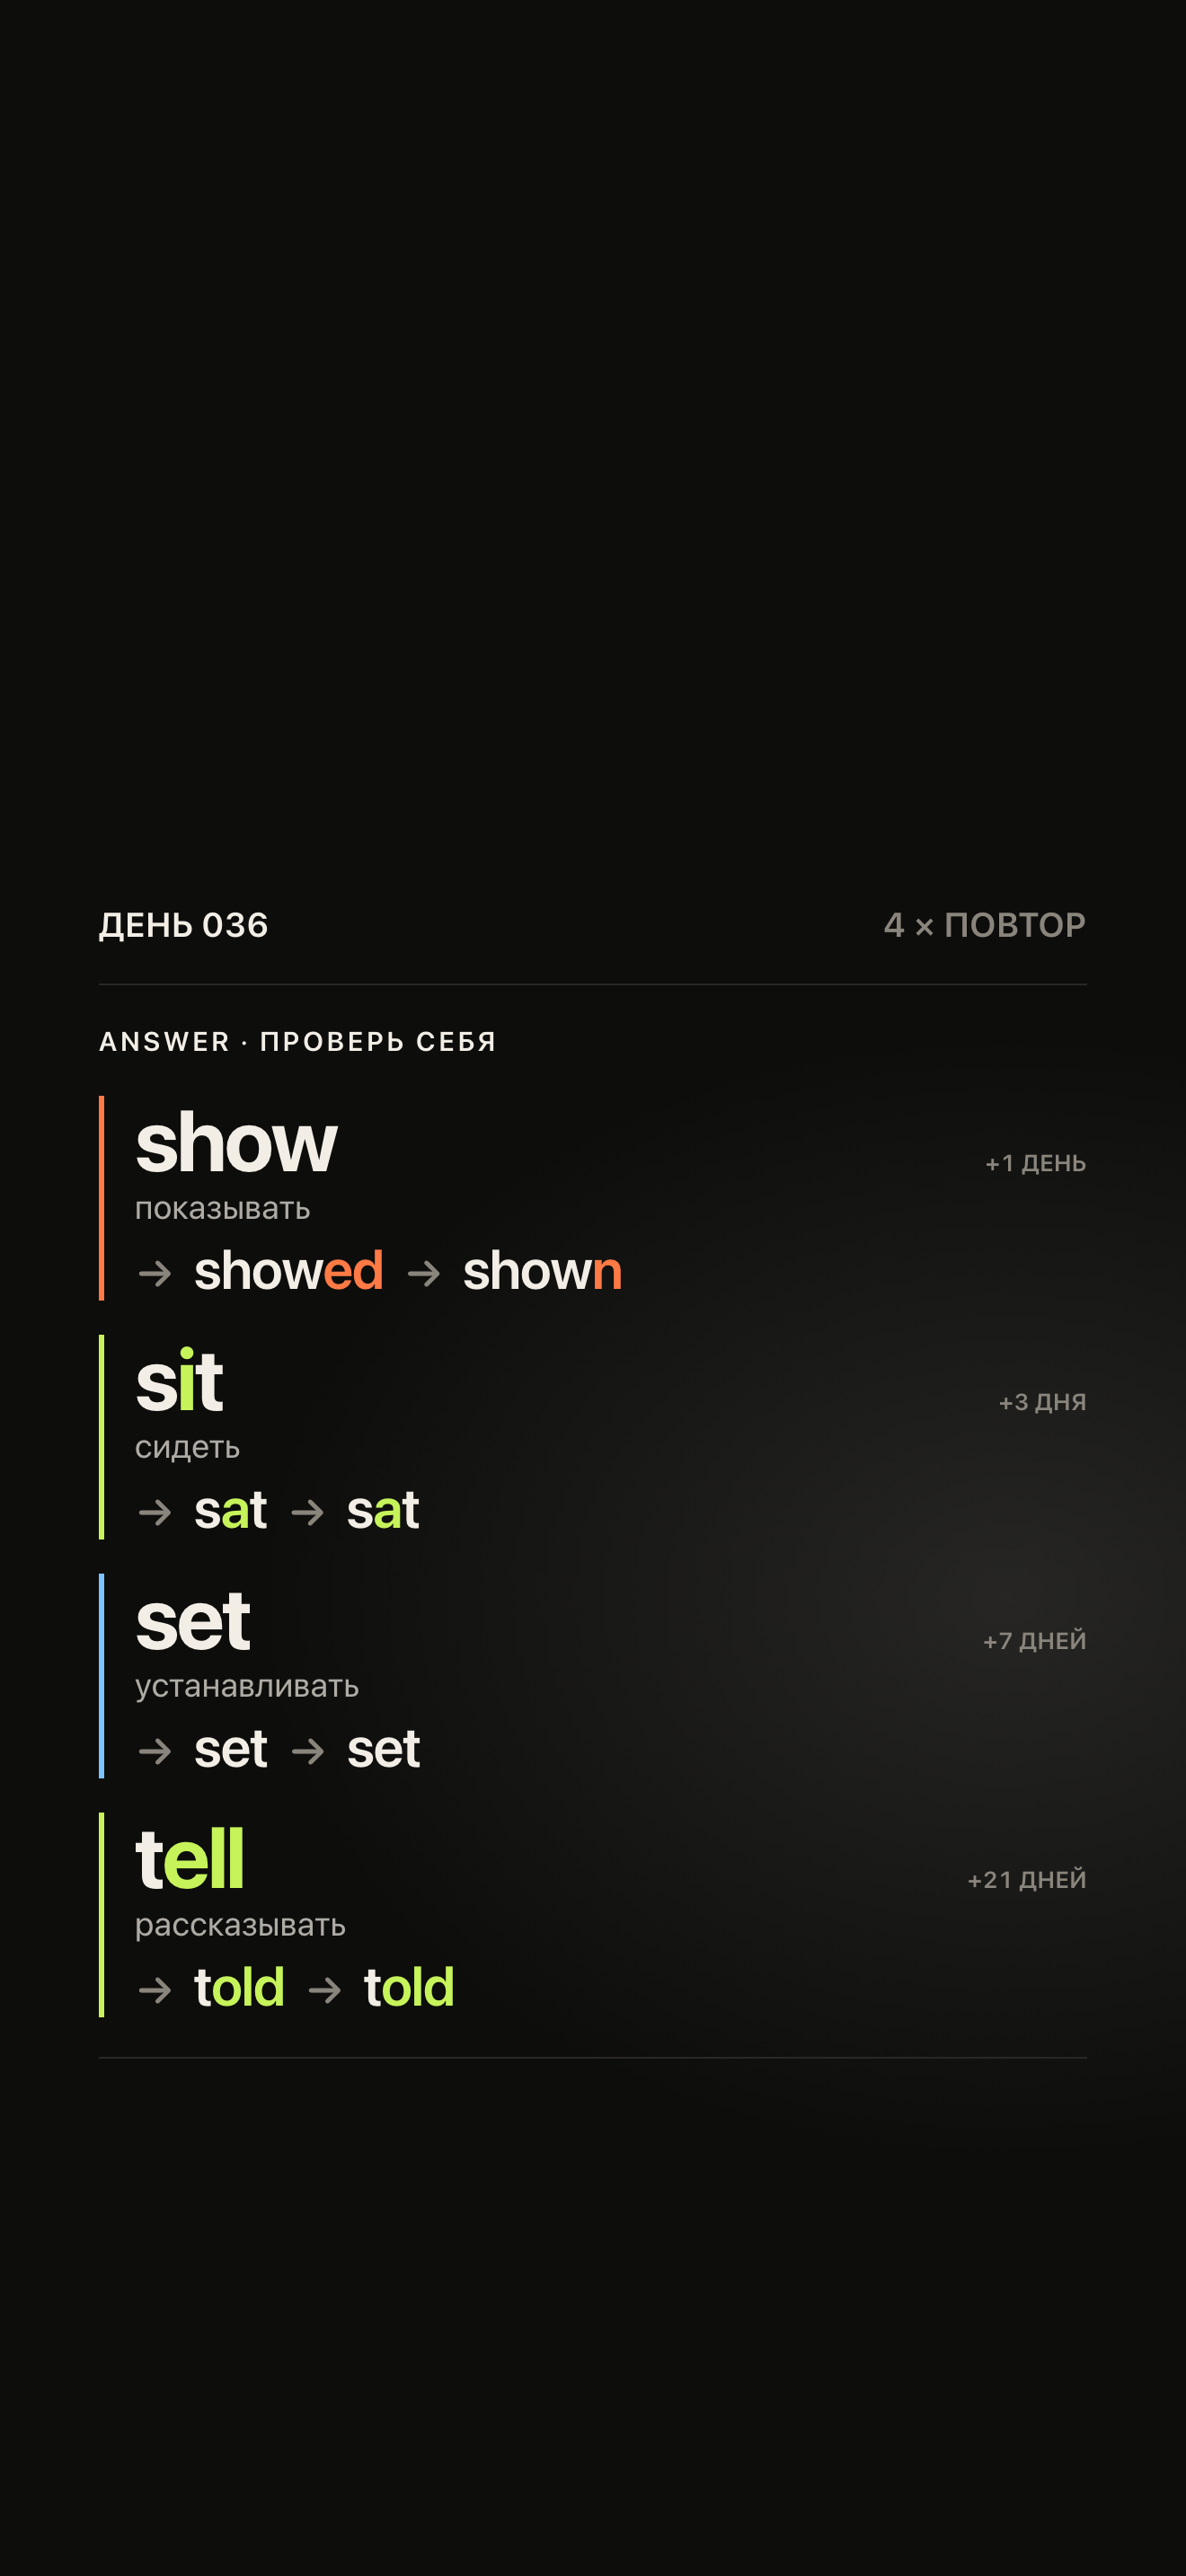 ДЕНЬ 036
4 × ПОВТОР
ANSWER · ПРОВЕРЬ СЕБЯ
show
+1 ДЕНЬ
показывать
→ showed → shown
sit
+3 ДНЯ
сидеть
→ sat → sat
set
+7 ДНЕЙ
устанавливать
→ set → set
tell
+21 ДНЕЙ
рассказывать
→ told → told